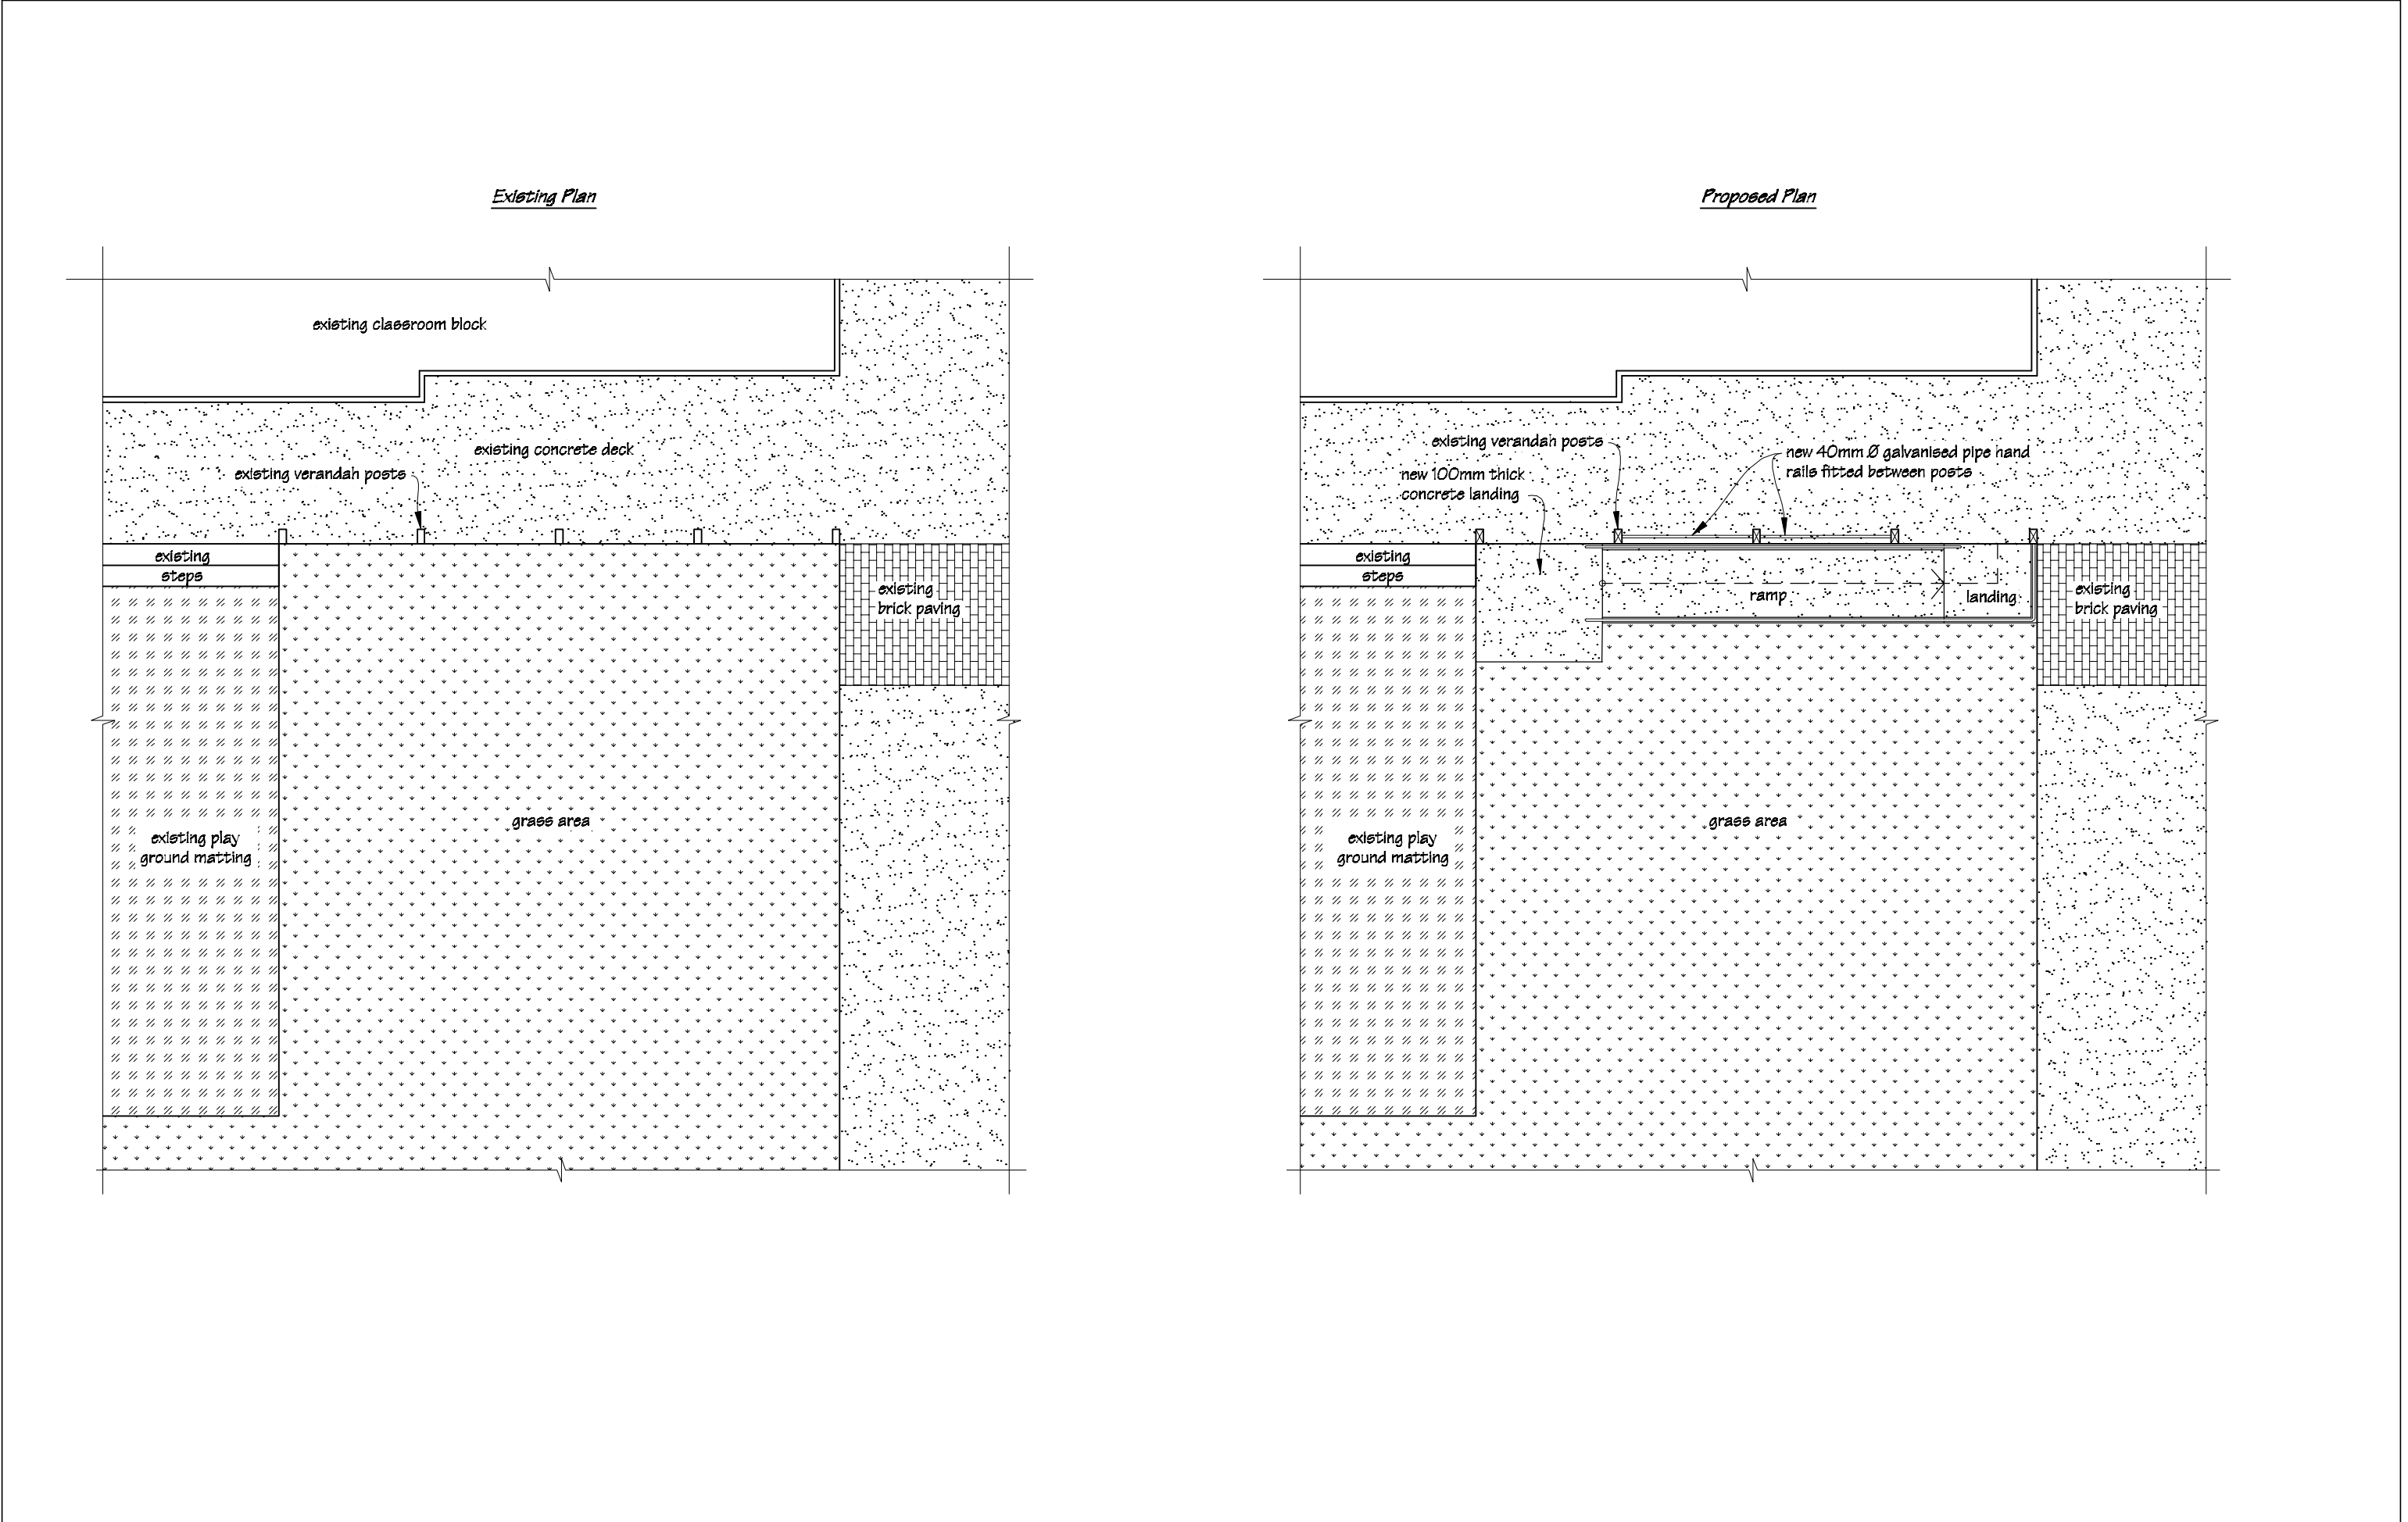 Existing Plan
existing classroom block
existing concrete deck
existing verandah posts
existing
steps
existing
brick paving
grass area
existing play
ground matting
Proposed Plan
existing verandah posts
new 100mm thick
concrete landing
new 40mm Ø galvanised pipe hand
rails fitted between posts
existing
steps
ramp
landing
existing
brick paving
grass area
existing play
ground matting